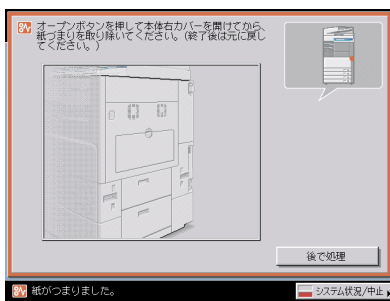 オープンボタンを押して本体右カバーを開けてから、
紙づまりを取り除いてください。(終了後は元に戻し
てください。)
後で処理
紙がつまりました。
システム状況/中止